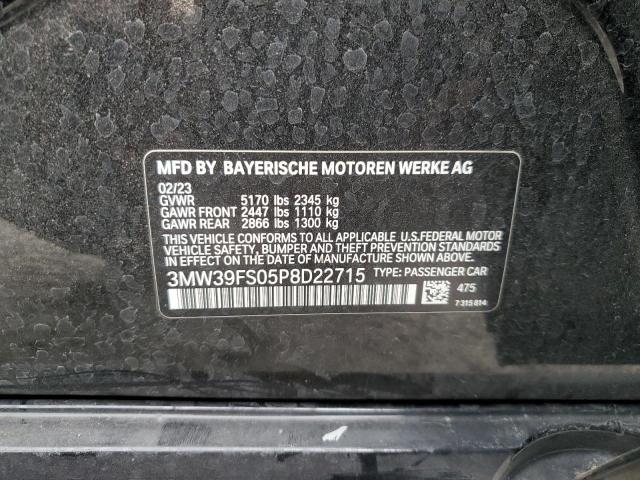 MFD BY BAYERISCHE MOTOREN WERKE AG
02/23
GVWR 5170 lbs 2345 kg
GAWR FRONT 2447 lbs 1110 kg
GAWR REAR 2866 lbs 1300 kg
THIS VEHICLE CONFORMS TO ALL APPLICABLE U.S.FEDERAL MOTOR
VEHICLE SAFETY, BUMPER AND THEFT PREVENTION STANDARDS
IN EFFECT ON THE DATE OF MANUFACTURE SHOWN ABOVE.
3MW39FS05P8D22715 TYPE: PASSENGER CAR
475
7 315 814